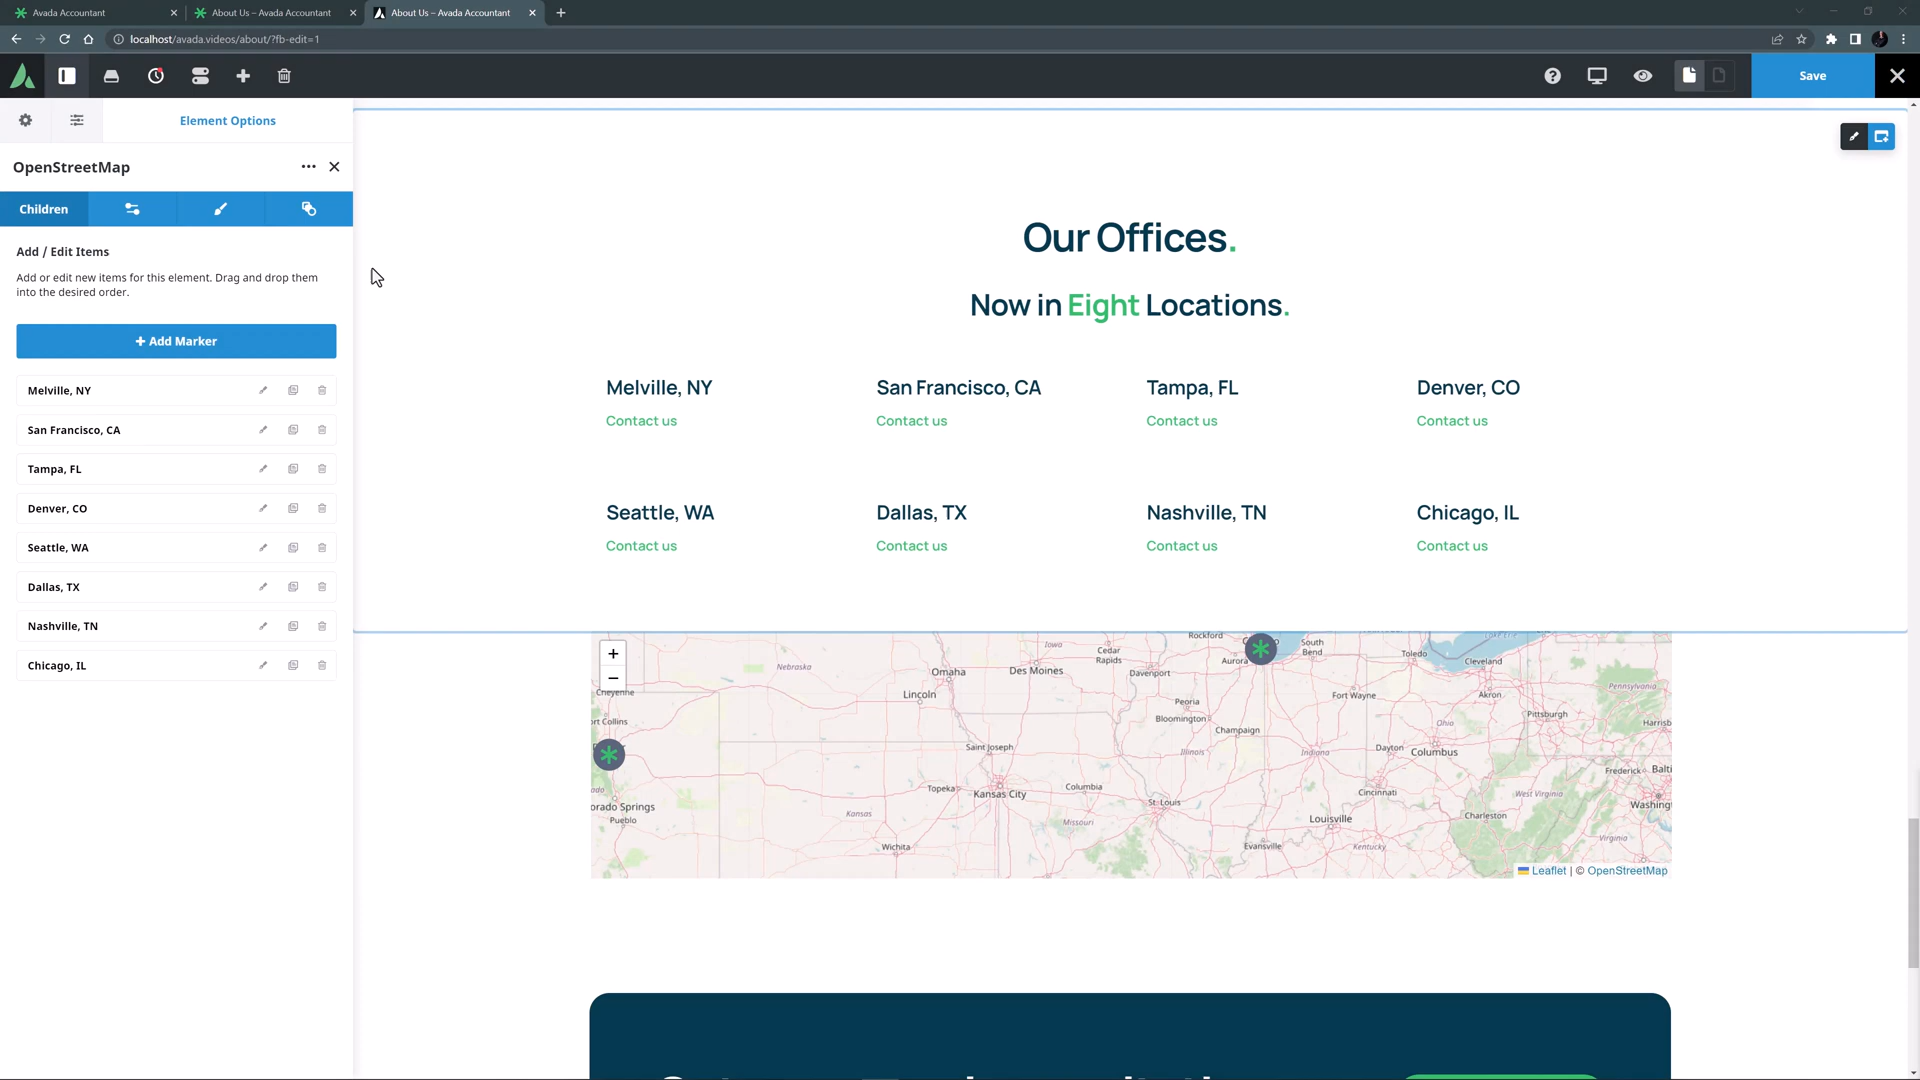 Avada Accountant
About Us – Avada Accountant
About Us – Avada Accountant
localhost/avada.videos/about/?fb-edit=1
Save
Element Options
OpenStreetMap
Children
Add / Edit Items
Add or edit new items for this element. Drag and drop them
into the desired order.
+ Add Marker
Melville, NY
San Francisco, CA
Tampa, FL
Denver, CO
Seattle, WA
Dallas, TX
Nashville, TN
Chicago, IL
Our Offices.
Now in Eight Locations.
Melville, NY
Contact us
San Francisco, CA
Contact us
Tampa, FL
Contact us
Denver, CO
Contact us
Seattle, WA
Contact us
Dallas, TX
Contact us
Nashville, TN
Contact us
Chicago, IL
Contact us
+
−
Cheyenne
ort Collins
orado Springs
Pueblo
Nebraska
Omaha
Lincoln
Iowa
Des Moines
Cedar
Rapids
Davenport
Rockford
Aurora
South
Bend
Toledo
Lake Erie
Cleveland
Akron
Pennsylvania
Fort Wayne
Peoria
Bloomington
Champaign
Illinois
Indiana
Ohio
Pittsburgh
Harrisb
Saint Joseph
Dayton
Columbus
Topeka
Kansas City
Columbia
Cincinnati
Frederick
Balti
Kansas
Missouri
St. Louis
Louisville
West Virginia
Washing
Charleston
Wichita
Evansville
Kentucky
Virginia
Leaflet | © OpenStreetMap